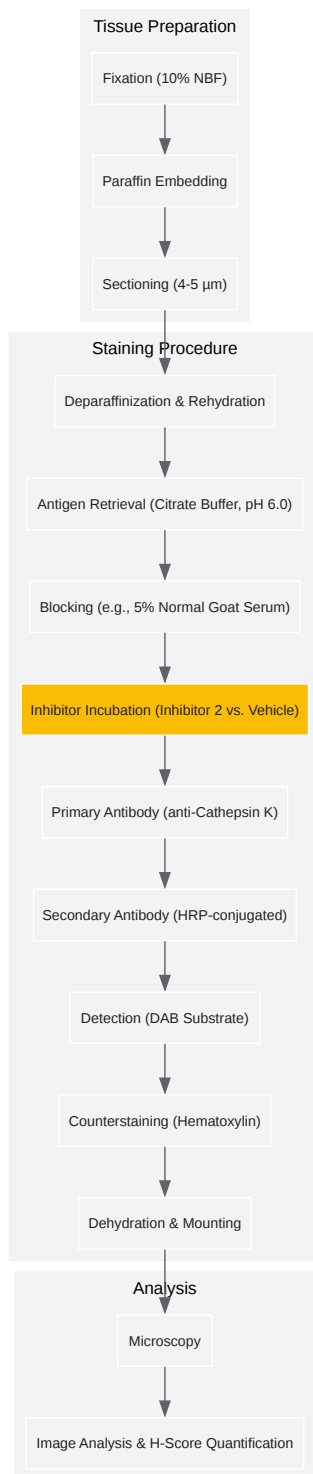 Tissue Preparation
Fixation (10% NBF)
Paraffin Embedding
Sectioning (4-5 µm)
Staining Procedure
Deparaffinization & Rehydration
Antigen Retrieval (Citrate Buffer, pH 6.0)
Blocking (e.g., 5% Normal Goat Serum)
Inhibitor Incubation (Inhibitor 2 vs. Vehicle)
Primary Antibody (anti-Cathepsin K)
Secondary Antibody (HRP-conjugated)
Detection (DAB Substrate)
Counterstaining (Hematoxylin)
Dehydration & Mounting
Analysis
Microscopy
Image Analysis & H-Score Quantification